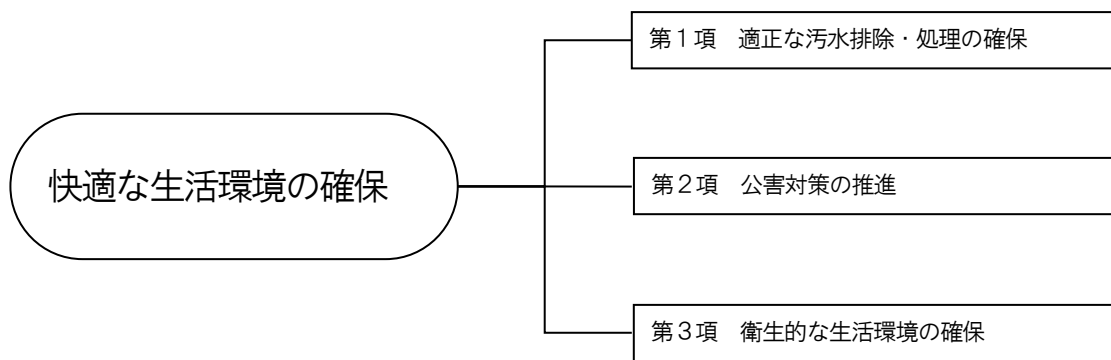 快適な生活環境の確保
第１項　適正な汚水排除・処理の確保
第２項　公害対策の推進
第３項　衛生的な生活環境の確保